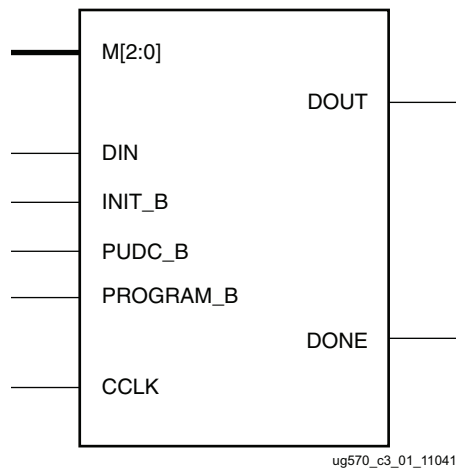 M[2:0]
DOUT
DIN
INIT_B
PUDC_B
PROGRAM_B
DONE
CCLK
ug570_c3_01_11041